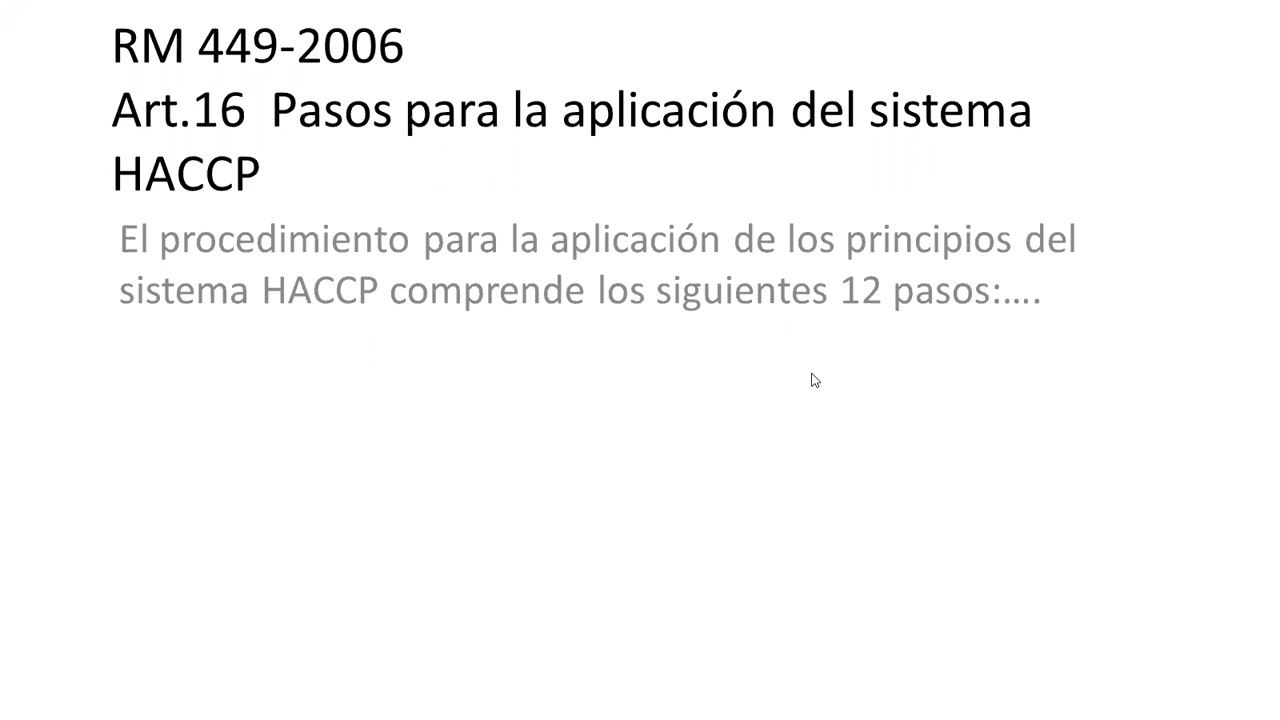 RM 449-2006
Art.16 Pasos para la aplicación del sistema
HACCP
El procedimiento para la aplicación de los principios del
sistema HACCP comprende los siguientes 12 pasos:....